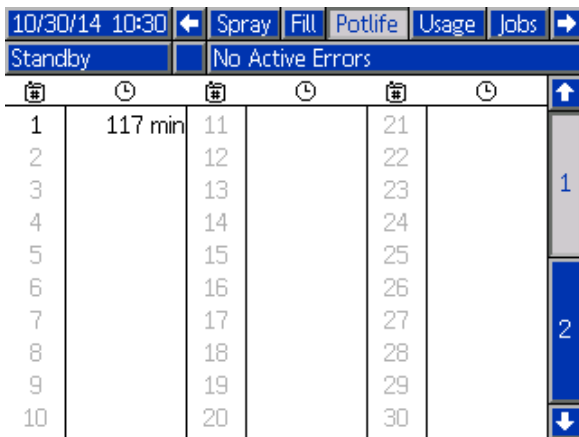 10/30/14 10:30 Spray Fill Potlife Usage Jobs
Standby No Active Errors
# # #
1 117 min 11 21
2 12 22
3 13 23 1
4 14 24
5 15 25
6 16 26
7 17 27 2
8 18 28
9 19 29
10 20 30